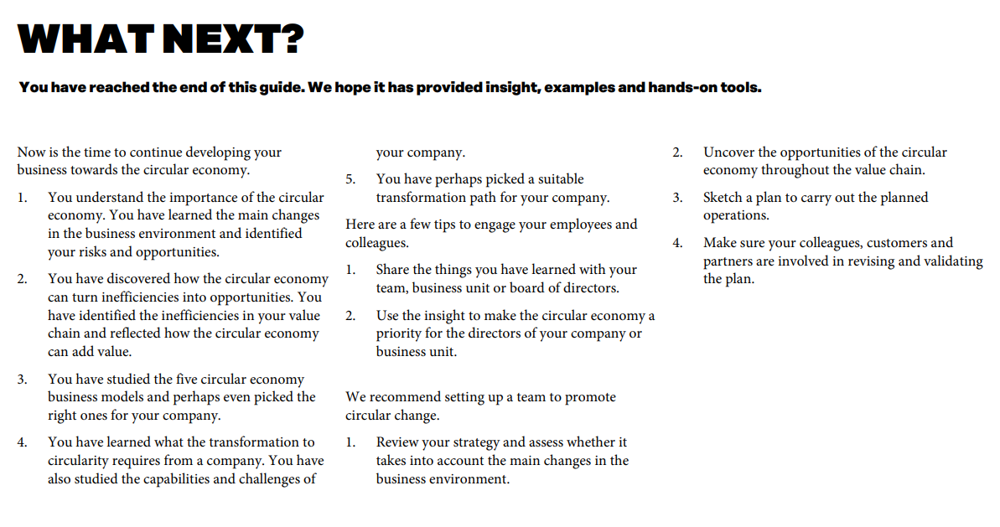 WHAT NEXT?
You have reached the end of this guide. We hope it has provided insight, examples and hands-on tools.
Now is the time to continue developing your
business towards the circular economy.
1. You understand the importance of the circular
economy. You have learned the main changes
in the business environment and identified
your risks and opportunities.
2. You have discovered how the circular economy
can turn inefficiencies into opportunities. You
have identified the inefficiencies in your value
chain and reflected how the circular economy
can add value.
3. You have studied the five circular economy
business models and perhaps even picked the
right ones for your company.
4. You have learned what the transformation to
circularity requires from a company. You have
also studied the capabilities and challenges of
your company.
5. You have perhaps picked a suitable
transformation path for your company.
Here are a few tips to engage your employees and
colleagues.
1. Share the things you have learned with your
team, business unit or board of directors.
2. Use the insight to make the circular economy a
priority for the directors of your company or
business unit.
We recommend setting up a team to promote
circular change.
1. Review your strategy and assess whether it
takes into account the main changes in the
business environment.
2. Uncover the opportunities of the circular
economy throughout the value chain.
3. Sketch a plan to carry out the planned
operations.
4. Make sure your colleagues, customers and
partners are involved in revising and validating
the plan.